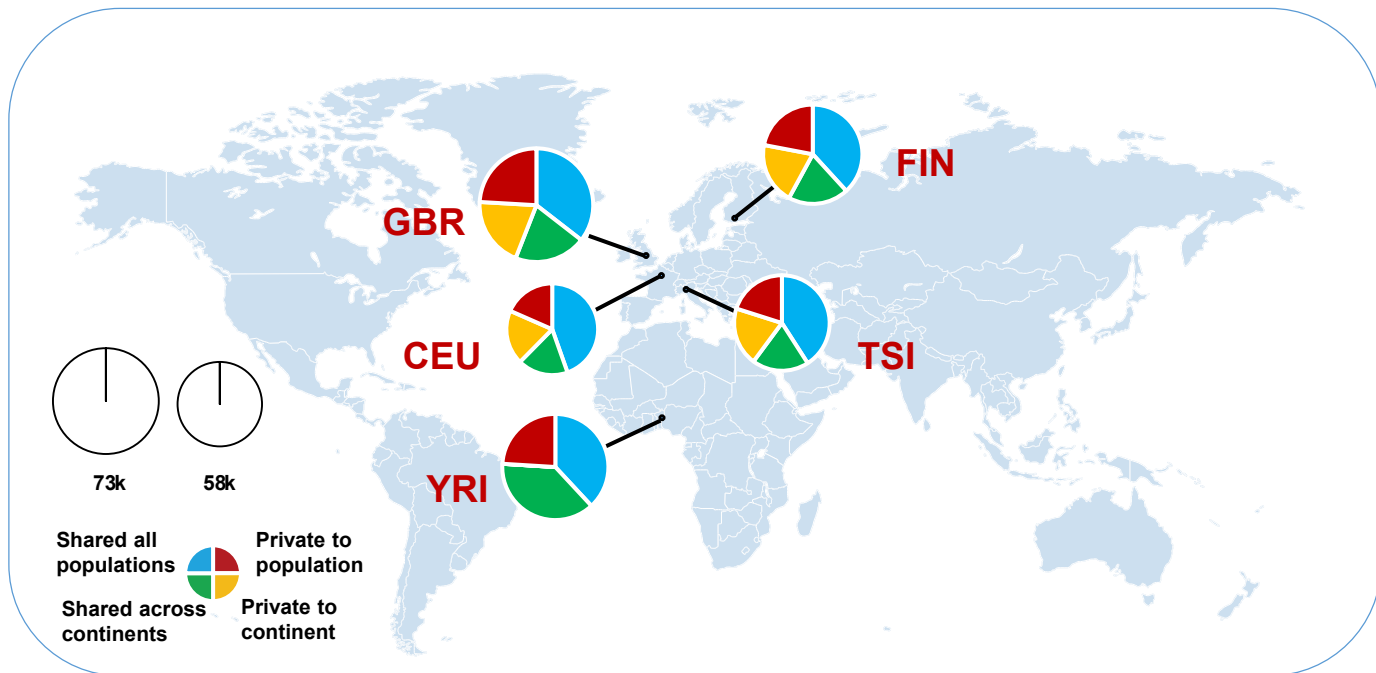 FIN
GBR
CEU
TSI
YRI
73k
58k
Shared all
populations
Private to
population
Shared across
continents
Private to
continent